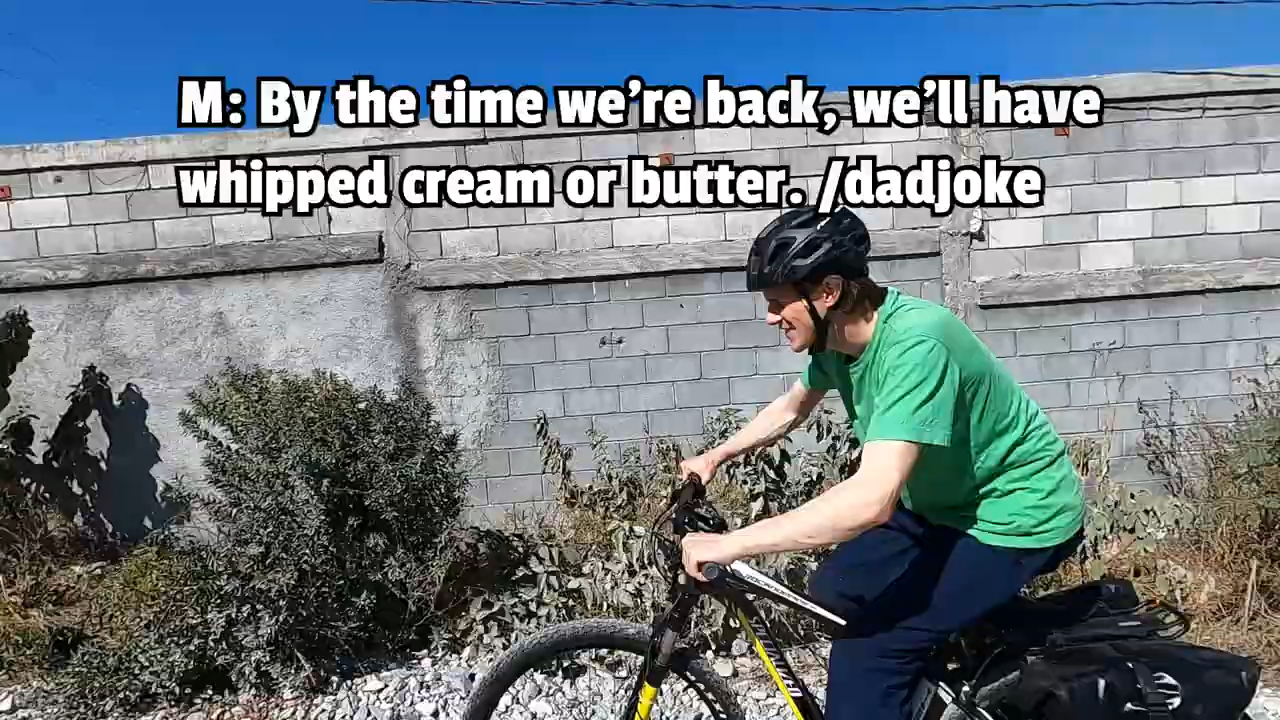 M: By the time we’re back, we’ll have
whipped cream or butter. /dadjoke